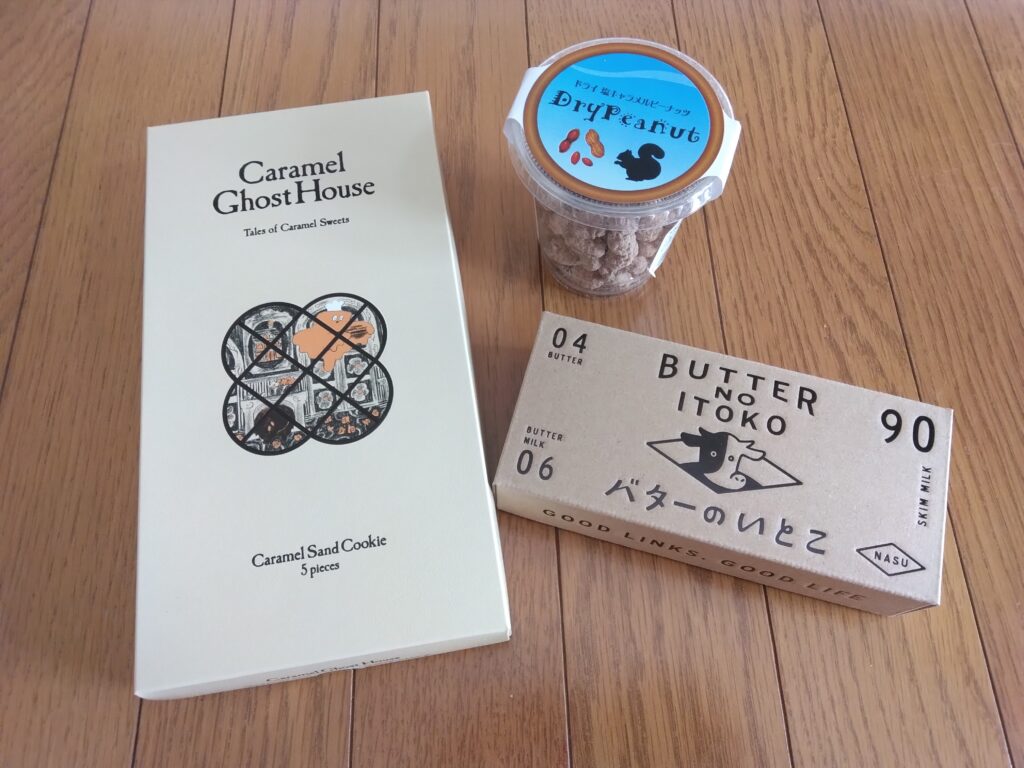 Caramel
Ghost House
Tales of Caramel Sweets
Caramel Sand Cookie
5 pieces
Caramel Ghost House
ドライ 塩キャラメルピーナッツ
DryPeanut
04
BUTTER
BUTTER
NO
ITOKO
90
SKIM MILK
BUTTER
MILK
06
バターのいとこ
NASU
GOOD LINKS, GOOD LIFE